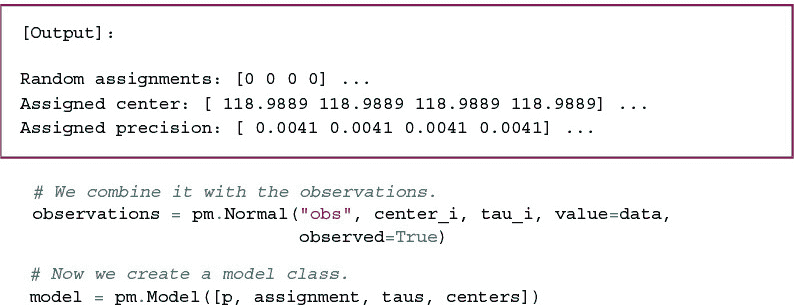 [Output]:
Random assignments: [0 0 0 0] ...
Assigned center: [ 118.9889 118.9889 118.9889 118.9889] ...
Assigned precision: [ 0.0041 0.0041 0.0041 0.0041] ...
# We combine it with the observations.
observations = pm.Normal("obs", center_i, tau_i, value=data,
observed=True)
# Now we create a model class.
model = pm.Model([p, assignment, taus, centers])